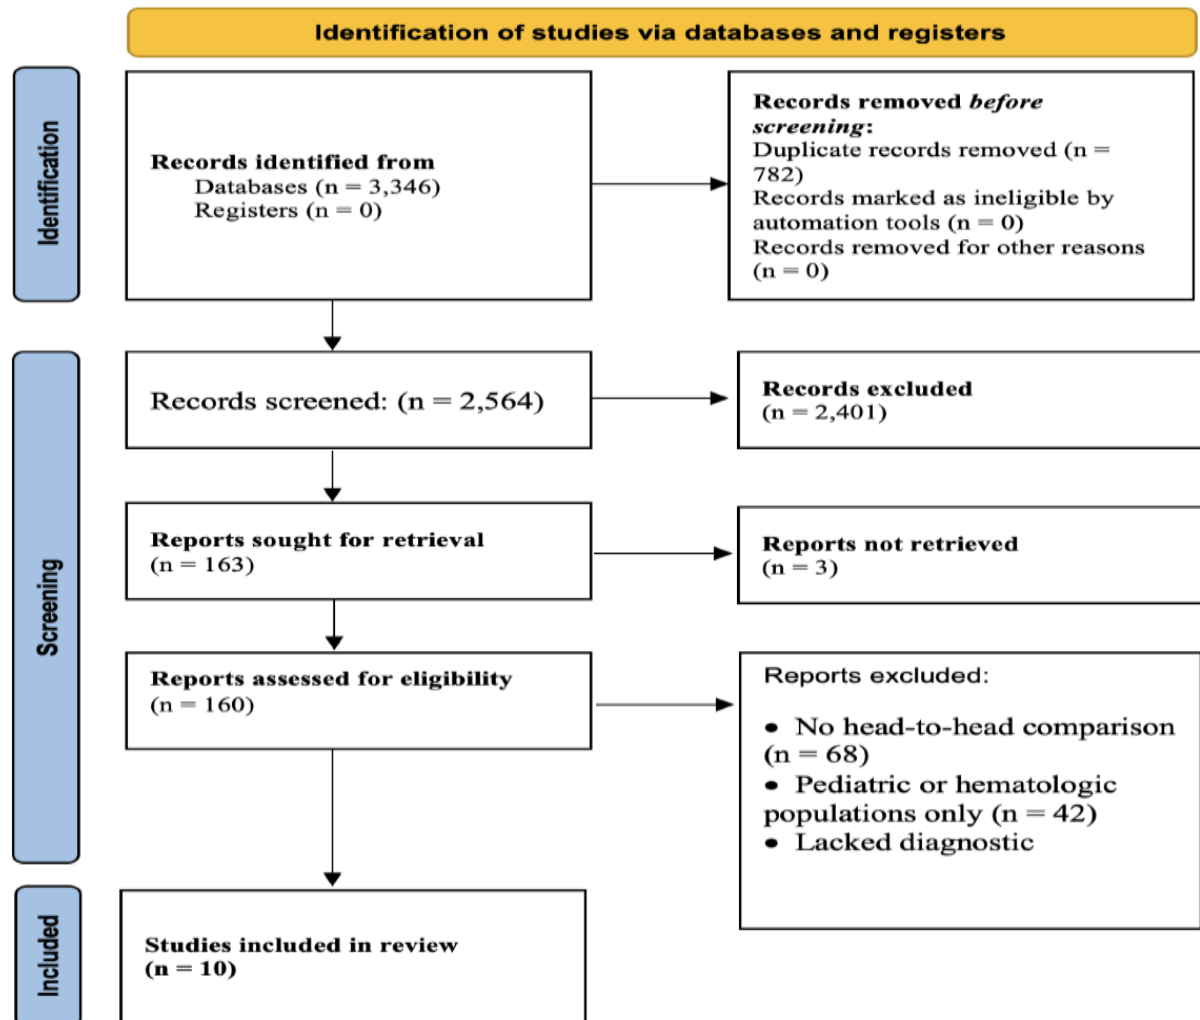 Identification of studies via databases and registers
Identification
Records identified from
Databases (n = 3,346)
Registers (n = 0)
Records removed before
screening:
Duplicate records removed (n =
782)
Records marked as ineligible by
automation tools (n = 0)
Records removed for other reasons
(n = 0)
Screening
Records screened: (n = 2,564)
Records excluded
(n = 2,401)
Reports sought for retrieval
(n = 163)
Reports not retrieved
(n = 3)
Reports assessed for eligibility
(n = 160)
Reports excluded:
• No head-to-head comparison
(n = 68)
• Pediatric or hematologic
populations only (n = 42)
• Lacked diagnostic
Included
Studies included in review
(n = 10)